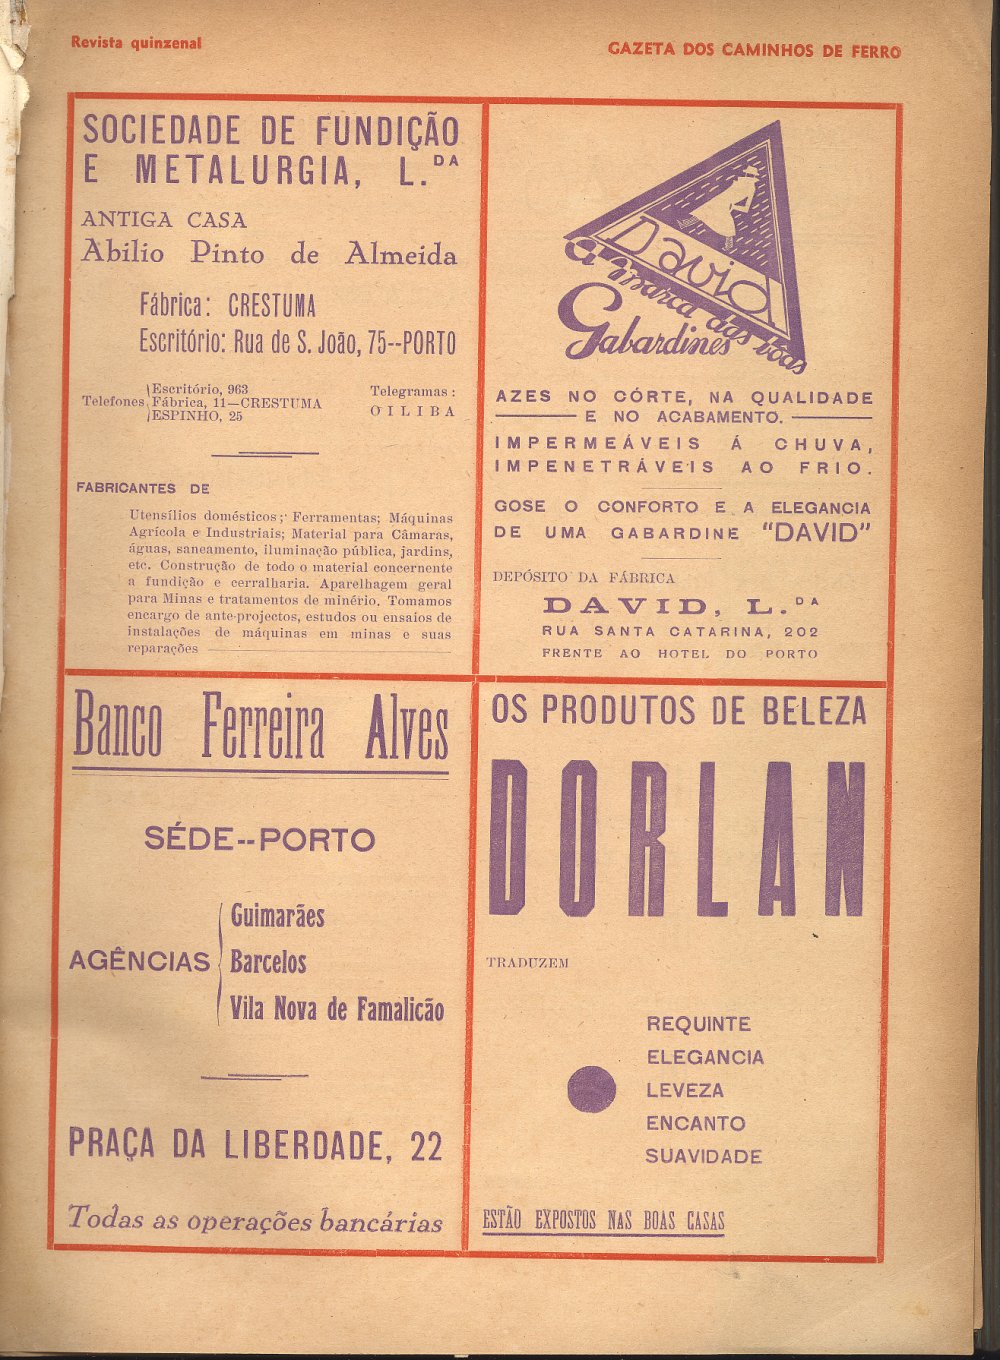 Revista quinzenal
GAZETA DOS CAMINHOS DE FERRO
SOCIEDADE DE FUNDIÇÃO
E METALURGIA, L.DA
ANTIGA CASA
Abilio Pinto de Almeida
Fábrica: CRESTUMA
Escritório: Rua de S. João, 75--PORTO
Telefones
Escritório, 963
Fábrica, 11—CRESTUMA
ESPINHO, 25
Telegramas:
OILIBA
FABRICANTES DE
Utensílios domésticos; Ferramentas; Máquinas
Agrícola e Industriais; Material para Câmaras,
águas, saneamento, iluminação pública, jardins,
etc. Construção de todo o material concernente
a fundição e cerralharia. Aparelhagem geral
para Minas e tratamentos de minério. Tomamos
encargo de ante-projectos, estudos ou ensaios de
instalações de máquinas em minas e suas
reparações
David
a marca das bôas
Gabardines
AZES NO CÓRTE, NA QUALIDADE
E NO ACABAMENTO.
IMPERMEÁVEIS Á CHUVA,
IMPENETRÁVEIS AO FRIO.
GOSE O CONFORTO E A ELEGANCIA
DE UMA GABARDINE "DAVID"
DEPÓSITO DA FÁBRICA
DAVID, L.DA
RUA SANTA CATARINA, 202
FRENTE AO HOTEL DO PORTO
Banco Ferreira Alves
SÉDE--PORTO
AGÊNCIAS
Guimarães
Barcelos
Vila Nova de Famalicão
PRAÇA DA LIBERDADE, 22
Todas as operações bancárias
OS PRODUTOS DE BELEZA
DORLAN
TRADUZEM
REQUINTE
ELEGANCIA
LEVEZA
ENCANTO
SUAVIDADE
ESTÃO EXPOSTOS NAS BOAS CASAS